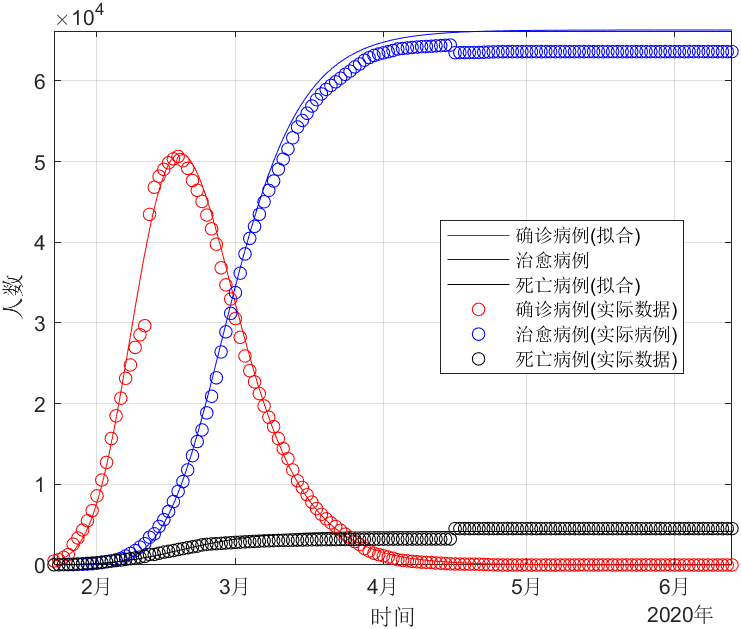 ×10⁴
6
5
4
3
2
1
0
人数
确诊病例(拟合)
治愈病例
死亡病例(拟合)
确诊病例(实际数据)
治愈病例(实际病例)
死亡病例(实际数据)
2月 3月 4月 5月 6月
时间
2020年